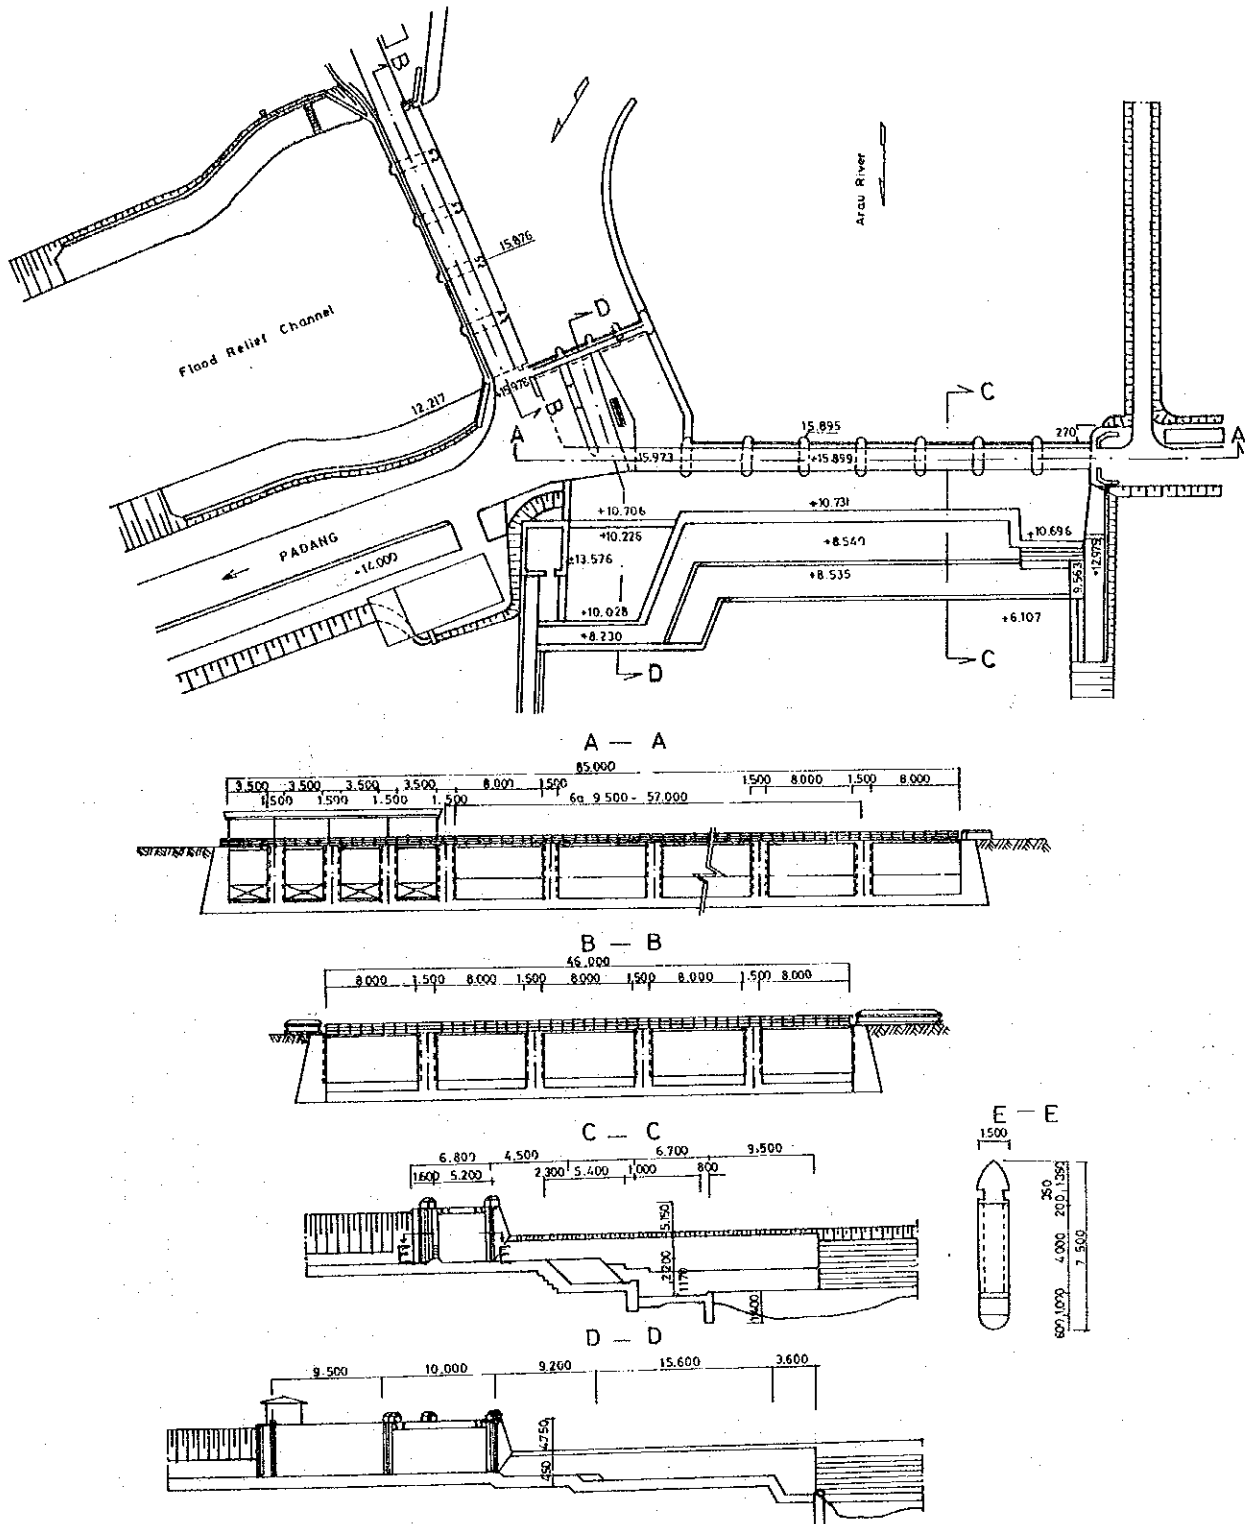 B
Arau River
15.876
Flood Relief Channel
D
12.217
+15.978
B
A
C
15.895
270
A
15.973
+15.899
+10.706
+10.731
+10.226
+8.540
+10.696
PADANG
+14.000
+13.576
+8.535
9.563
+12.979
+10.028
+6.107
+8.230
D
C
A — A
85.000
3.500 3.500 3.500 3.500 8.000 1.500 1.500 8.000 1.500 8.000
1.500 1.500 1.500 1.500 6a 9 500 - 57.000
B — B
46.000
8.000 1.500 8.000 1.500 8.000 1.500 8.000 1.500 8.000
C — C
6.800 4.500 6.700 9.500
1.600 5.200 2.300 5.400 1.000 800
5.150
2.200
1170
E — E
1.500
350
200 1.350
4.000
7.500
600 1.000
D — D
9.500 10.000 9.200 15.600 3.600
4.750
450